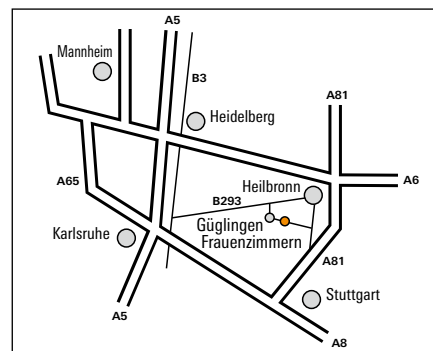 A5
Mannheim
B3
A81
Heidelberg
A65
A6
Heilbronn
B293
Güglingen
Frauenzimmern
Karlsruhe
A81
Stuttgart
A5
A8